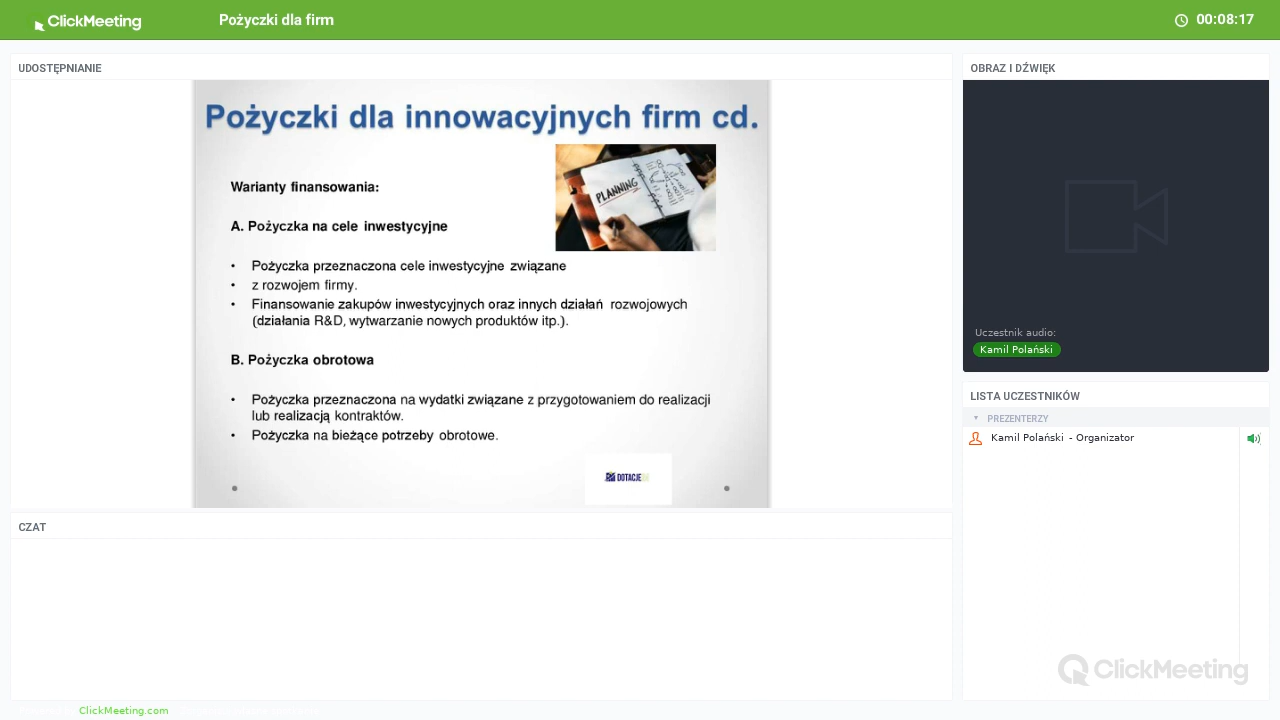 ClickMeeting
Pożyczki dla firm
00:08:17
UDOSTĘPNIANIE
Pożyczki dla innowacyjnych firm cd.
PLANNING
Warianty finansowania:
A. Pożyczka na cele inwestycyjne
• Pożyczka przeznaczona cele inwestycyjne związane
• z rozwojem firmy.
• Finansowanie zakupów inwestycyjnych oraz innych działań rozwojowych
(działania R&D, wytwarzanie nowych produktów itp.).
B. Pożyczka obrotowa
• Pożyczka przeznaczona na wydatki związane z przygotowaniem do realizacji
lub realizacją kontraktów.
• Pożyczka na bieżące potrzeby obrotowe.
DOTACJE
CZAT
ClickMeeting.com
OBRAZ I DŹWIĘK
Uczestnik audio:
Kamil Polański
LISTA UCZESTNIKÓW
PREZENTERZY
Kamil Polański - Organizator
ClickMeeting